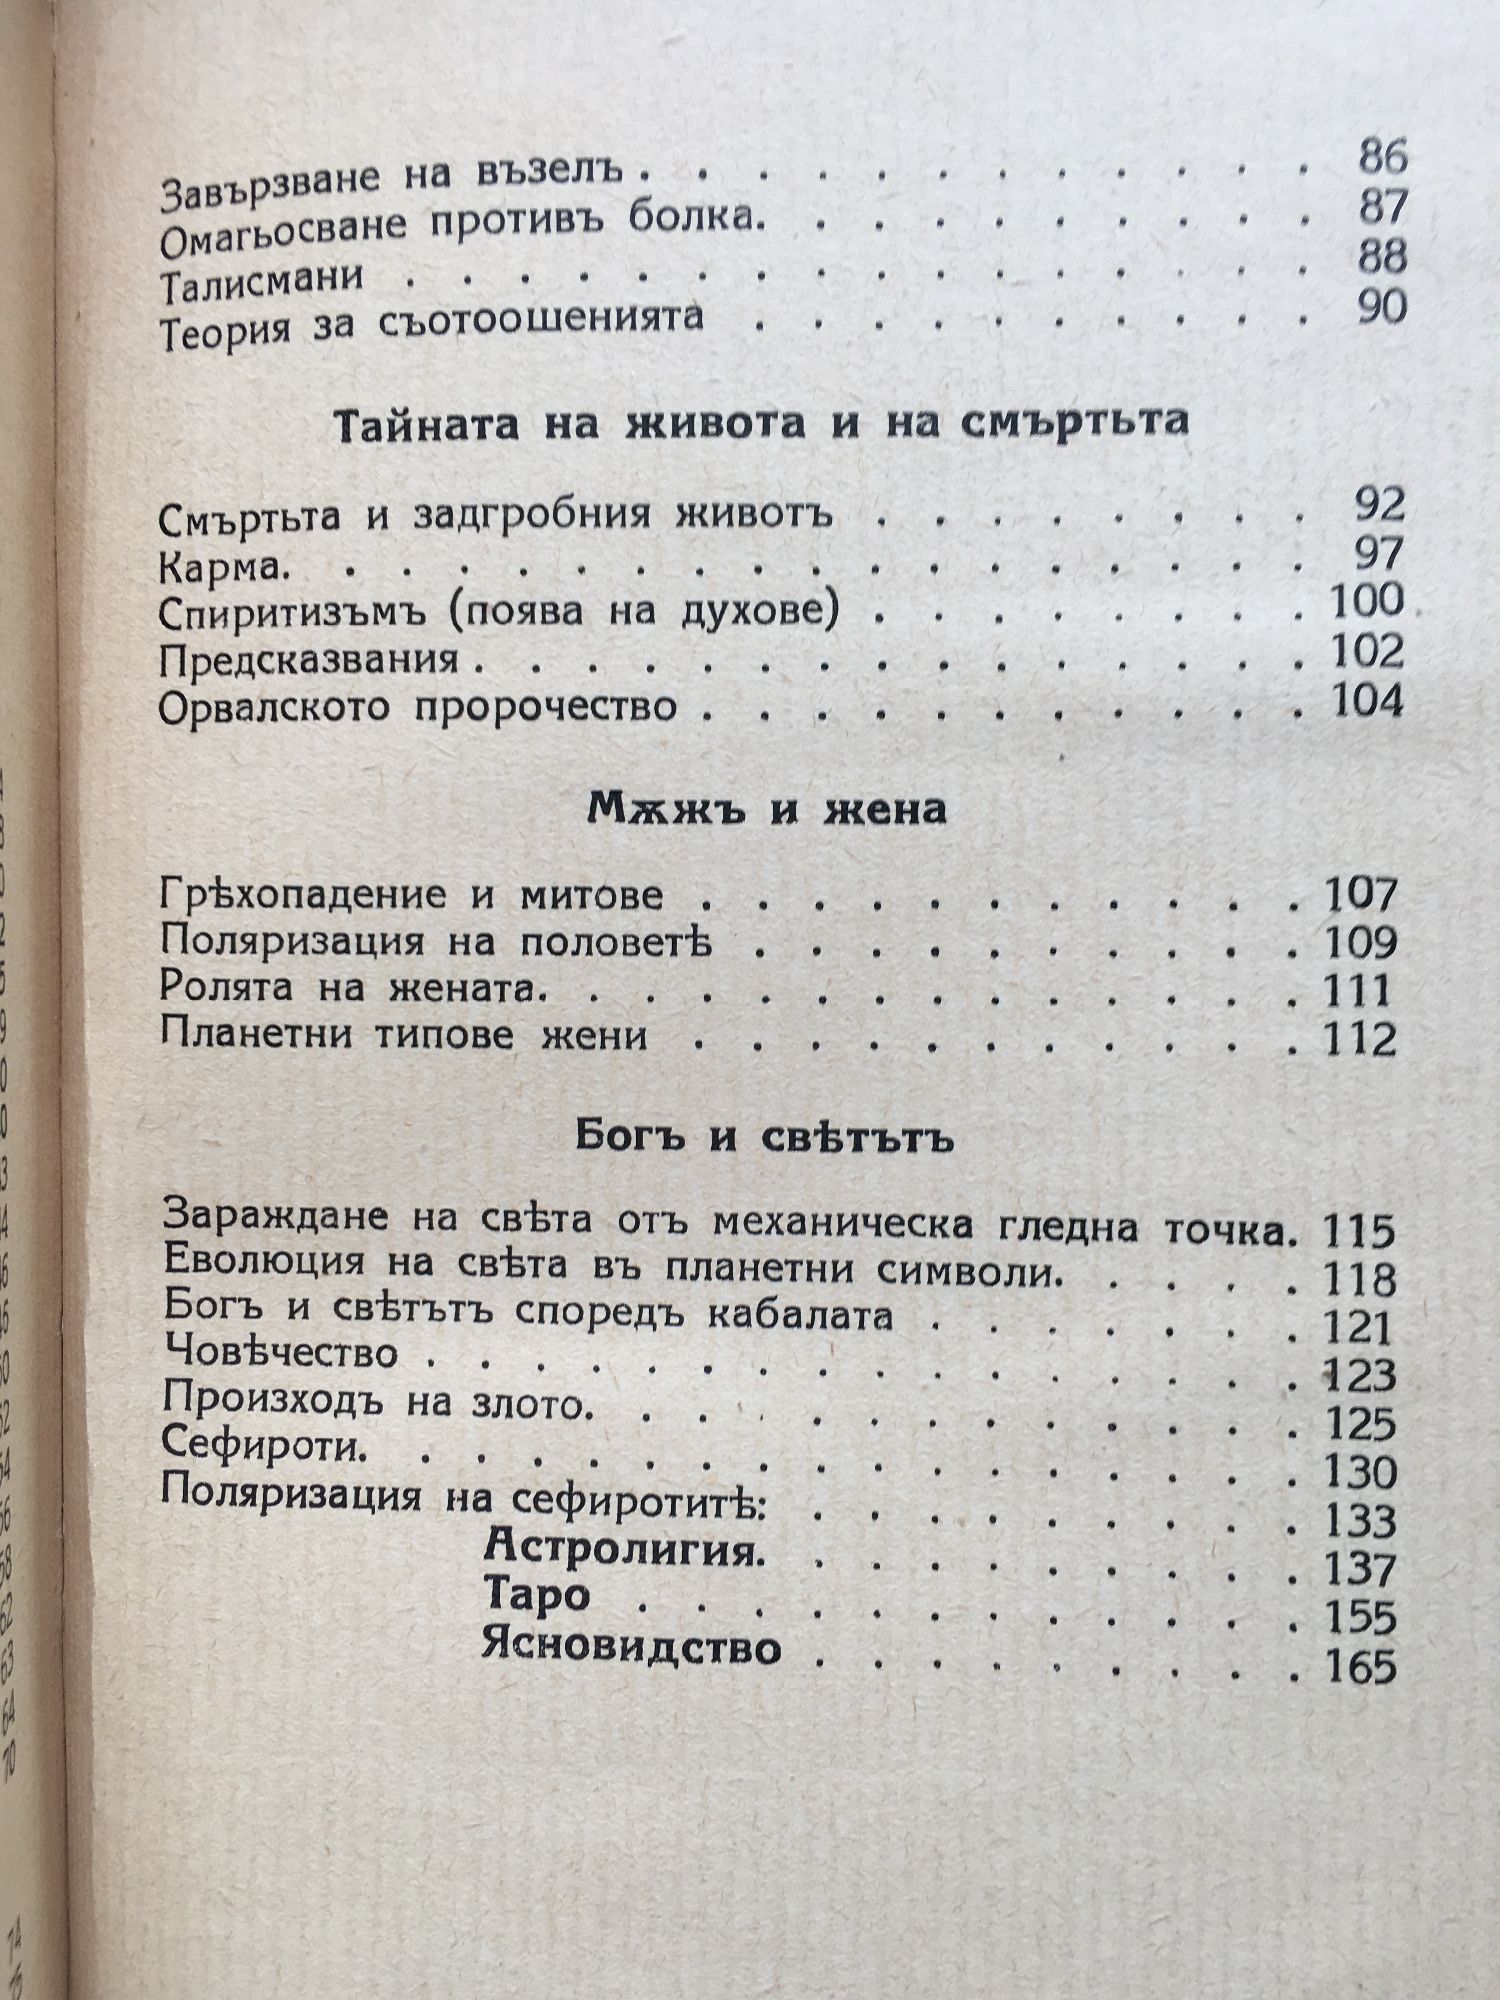 Завързване на възелъ . . . . . . . . . . . . 86
Омагьосване противъ болка. . . . . . . . . . 87
Талисмани . . . . . . . . . . . . . . . . 88
Теория за съотоошенията . . . . . . . . . . 90
Тайната на живота и на смъртьта
Смъртьта и задгробния животъ . . . . . . . . 92
Карма. . . . . . . . . . . . . . . . . . 97
Спиритизъмъ (поява на духове) . . . . . . . . 100
Предсказвания . . . . . . . . . . . . . . . 102
Орвалското пророчество . . . . . . . . . . . 104
Мѫжъ и жена
Грѣхопадение и митове . . . . . . . . . . . 107
Поляризация на половетѣ . . . . . . . . . . 109
Ролята на жената. . . . . . . . . . . . . . 111
Планетни типове жени . . . . . . . . . . . 112
Богъ и свѣтътъ
Зараждане на свѣта отъ механическа гледна точка. 115
Еволюция на свѣта въ планетни символи. . . . . 118
Богъ и свѣтътъ споредъ кабалата . . . . . . . 121
Човѣчество . . . . . . . . . . . . . . . . 123
Произходъ на злото. . . . . . . . . . . . . 125
Сефироти. . . . . . . . . . . . . . . . . 130
Поляризация на сефиротитѣ: . . . . . . . . . 133
Астролигия. . . . . . . . . . 137
Таро . . . . . . . . . . . . 155
Ясновидство . . . . . . . . . 165